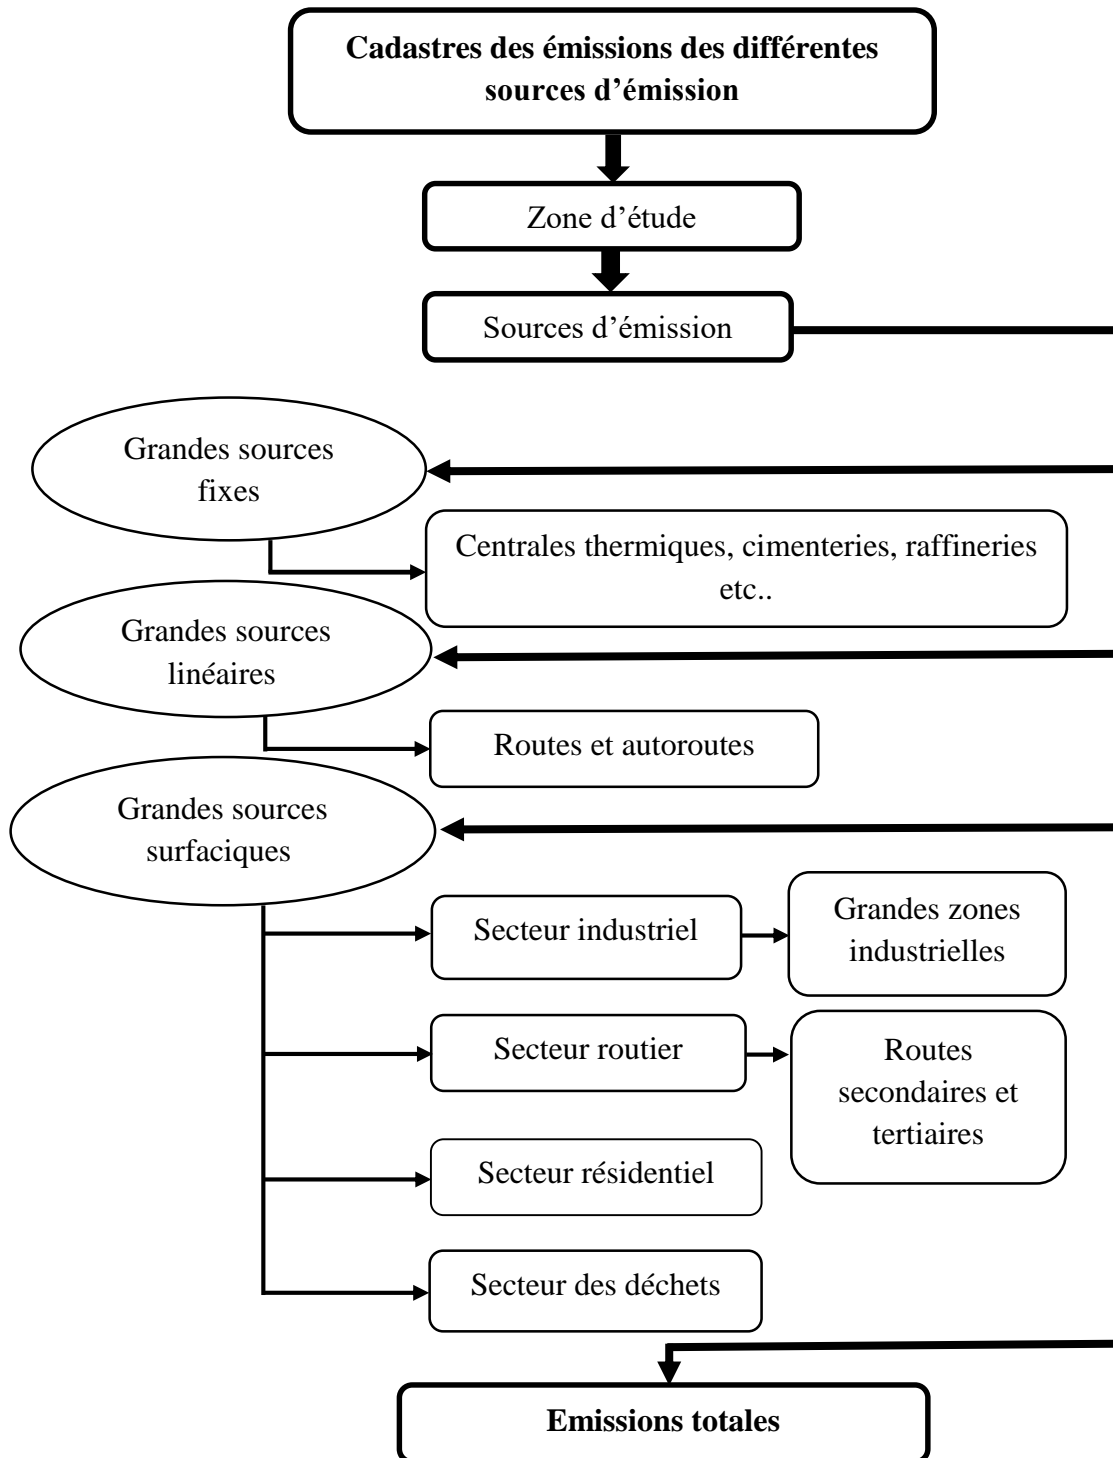 Cadastres des émissions des différentes
sources d’émission
Zone d’étude
Sources d’émission
Grandes sources
fixes
Centrales thermiques, cimenteries, raffineries
etc..
Grandes sources
linéaires
Routes et autoroutes
Grandes sources
surfaciques
Secteur industriel
Grandes zones
industrielles
Secteur routier
Routes
secondaires et
tertiaires
Secteur résidentiel
Secteur des déchets
Emissions totales